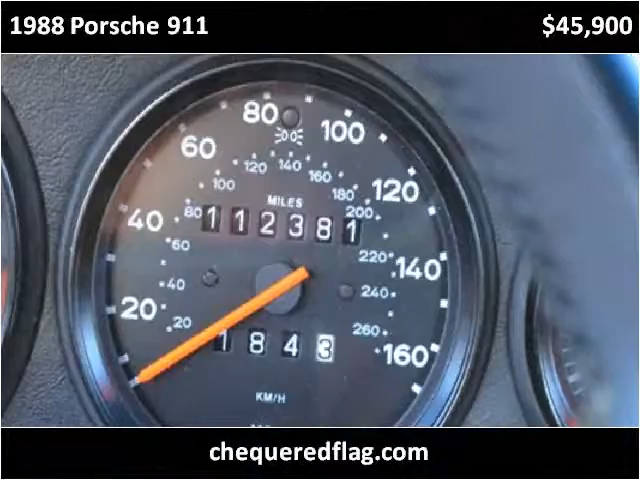 1988 Porsche 911 $45,900
80
100
60
120 140 160
100 180 120
MILES
40 80 1 1 2 3 8 1 200
60 220 140
40 240
20 20 260 160
1 8 4 3
KM/H
chequeredflag.com